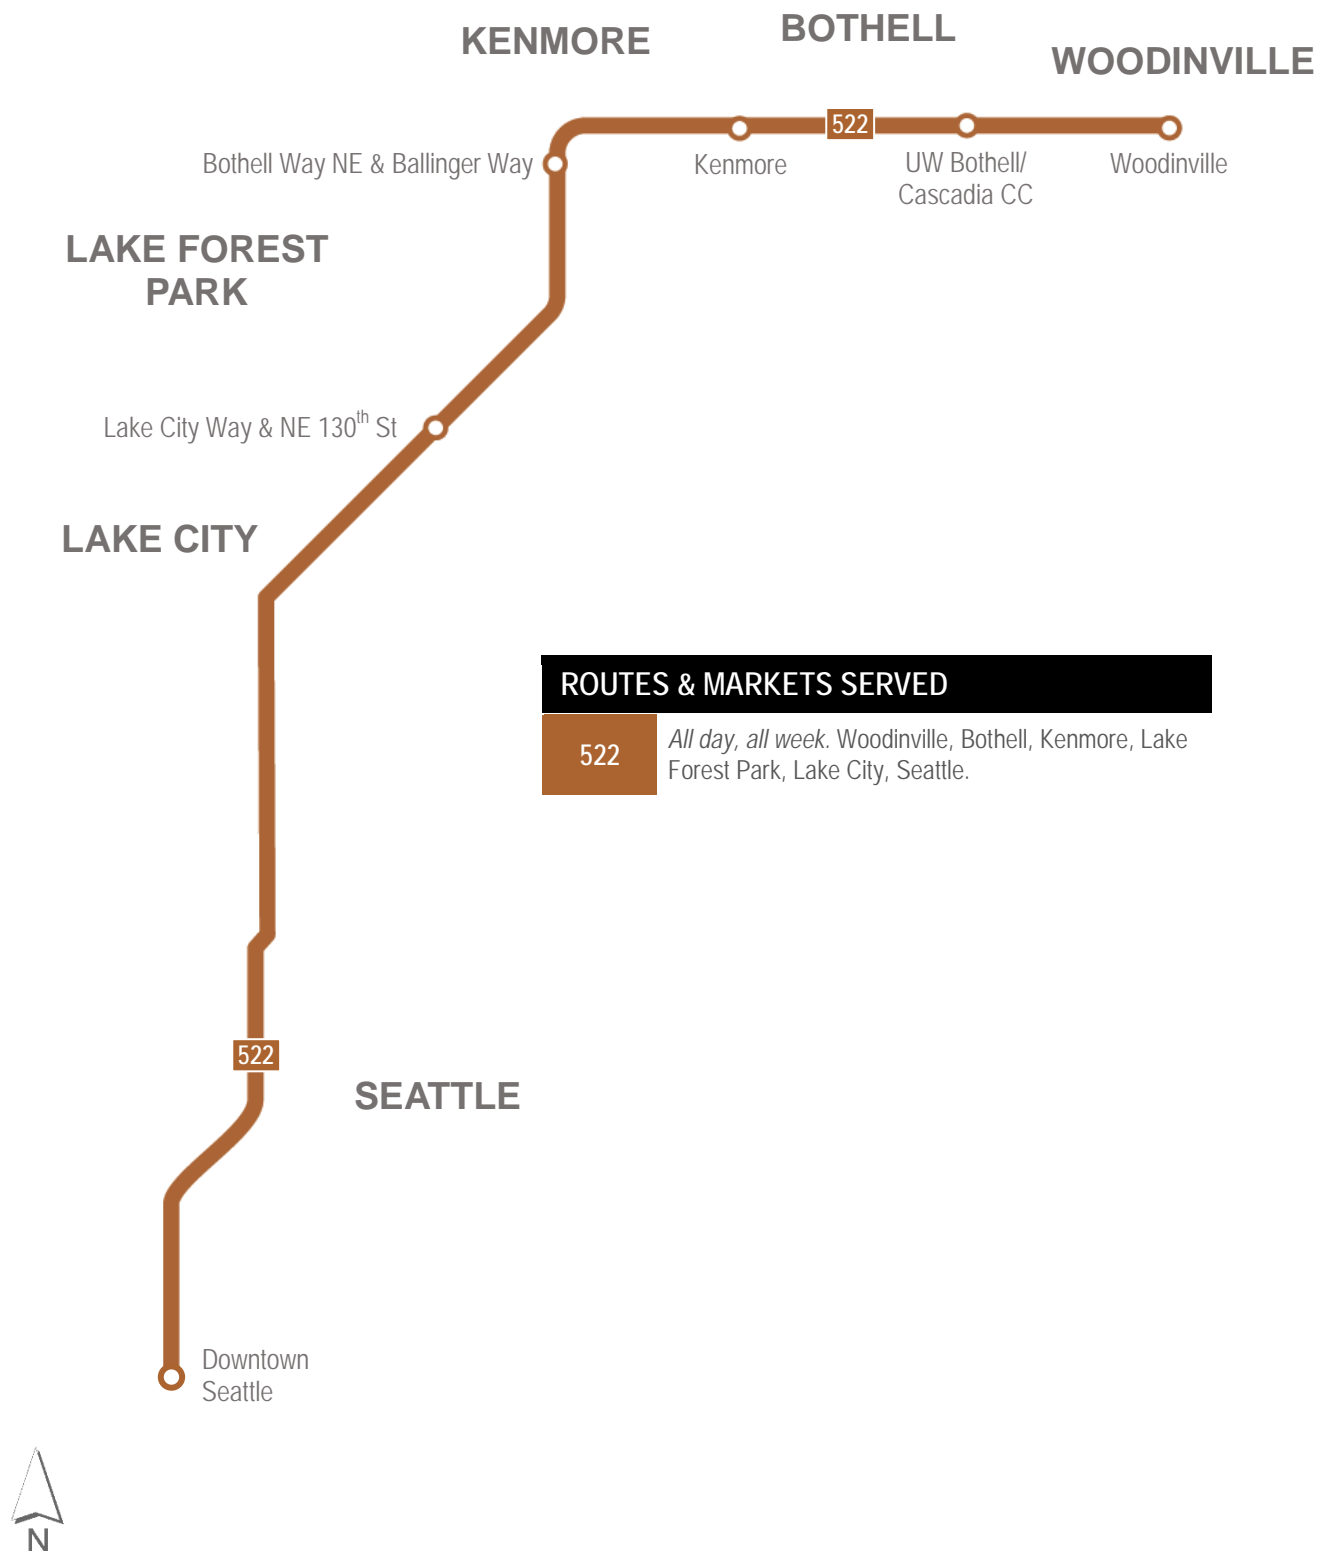 KENMORE
BOTHELL
WOODINVILLE
522
Bothell Way NE & Ballinger Way
Kenmore
UW Bothell/
Cascadia CC
Woodinville
LAKE FOREST
PARK
Lake City Way & NE 130th St
LAKE CITY
ROUTES & MARKETS SERVED
522
All day, all week. Woodinville, Bothell, Kenmore, Lake
Forest Park, Lake City, Seattle.
522
SEATTLE
Downtown
Seattle
N